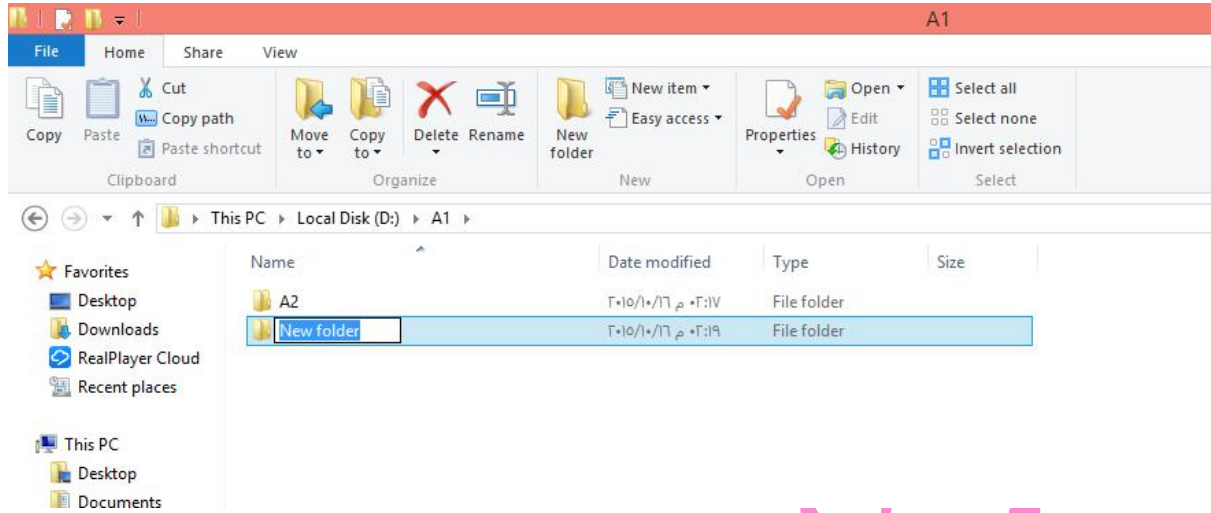 A1
File Home Share View
Copy Paste Cut Copy path Paste shortcut
Move to Copy to Delete Rename
New folder New item Easy access
Properties Open Edit History
Select all Select none Invert selection
Clipboard Organize New Open Select
This PC Local Disk (D:) A1
Name Date modified Type Size
A2 ٢٠١٥/١٠/١٦ م ٠٢:١٧ File folder
New folder ٢٠١٥/١٠/١٦ م ٠٢:١٩ File folder
Favorites
Desktop
Downloads
RealPlayer Cloud
Recent places
This PC
Desktop
Documents